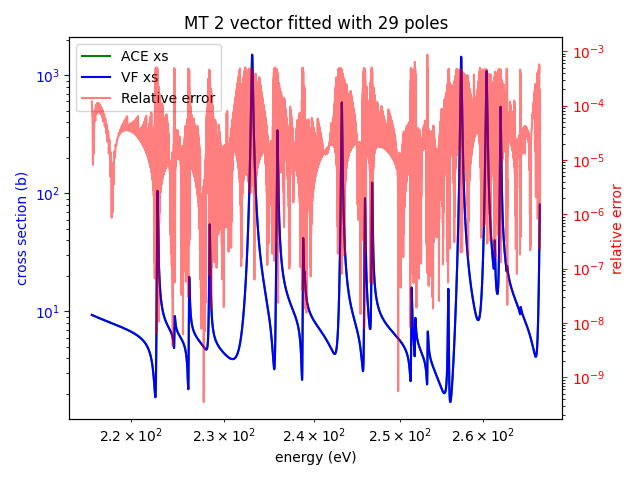 MT 2 vector fitted with 29 poles
ACE xs
VF xs
Relative error
cross section (b)
10³
10²
10¹
10⁻³
10⁻⁴
10⁻⁵
10⁻⁶
10⁻⁷
10⁻⁸
10⁻⁹
relative error
2.2 × 10² 2.3 × 10² 2.4 × 10² 2.5 × 10² 2.6 × 10²
energy (eV)